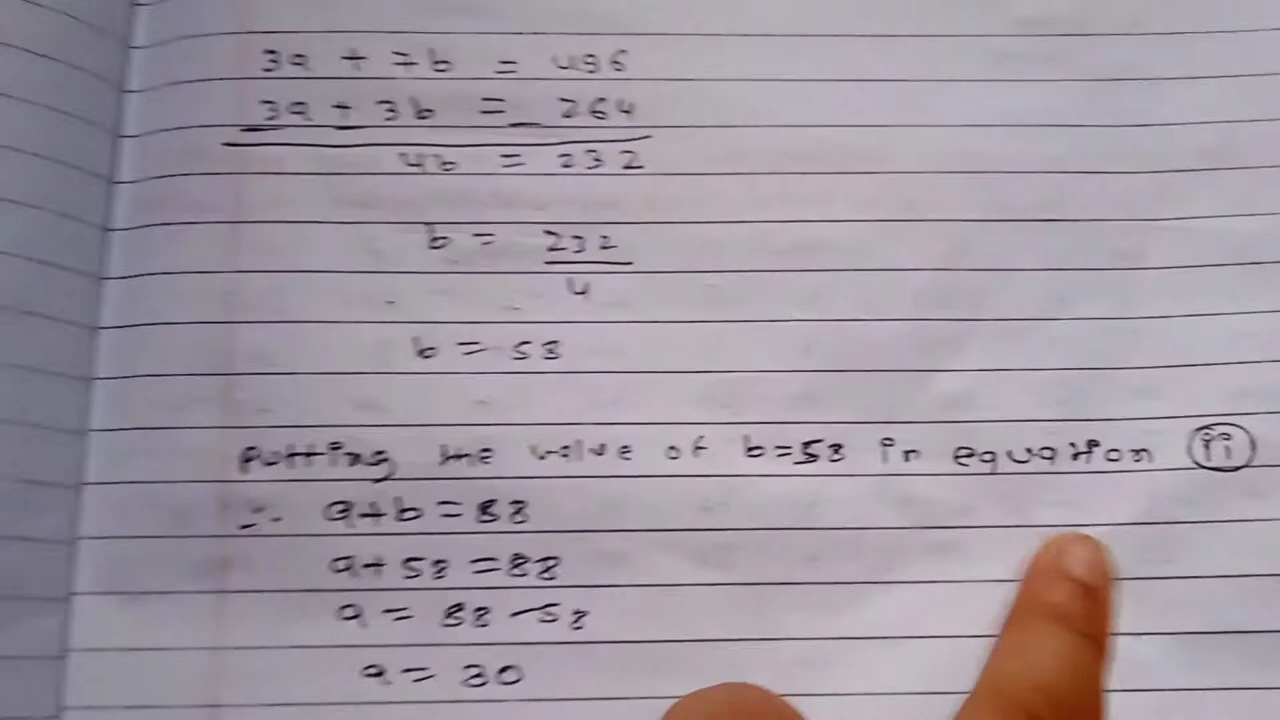 3a + 7b = 496
3a + 3b = 264
4b = 232
b = 232
4
b = 58
putting the value of b=58 in equation (ii)
∴ a+b=88
a+58=88
a = 88-58
a = 30